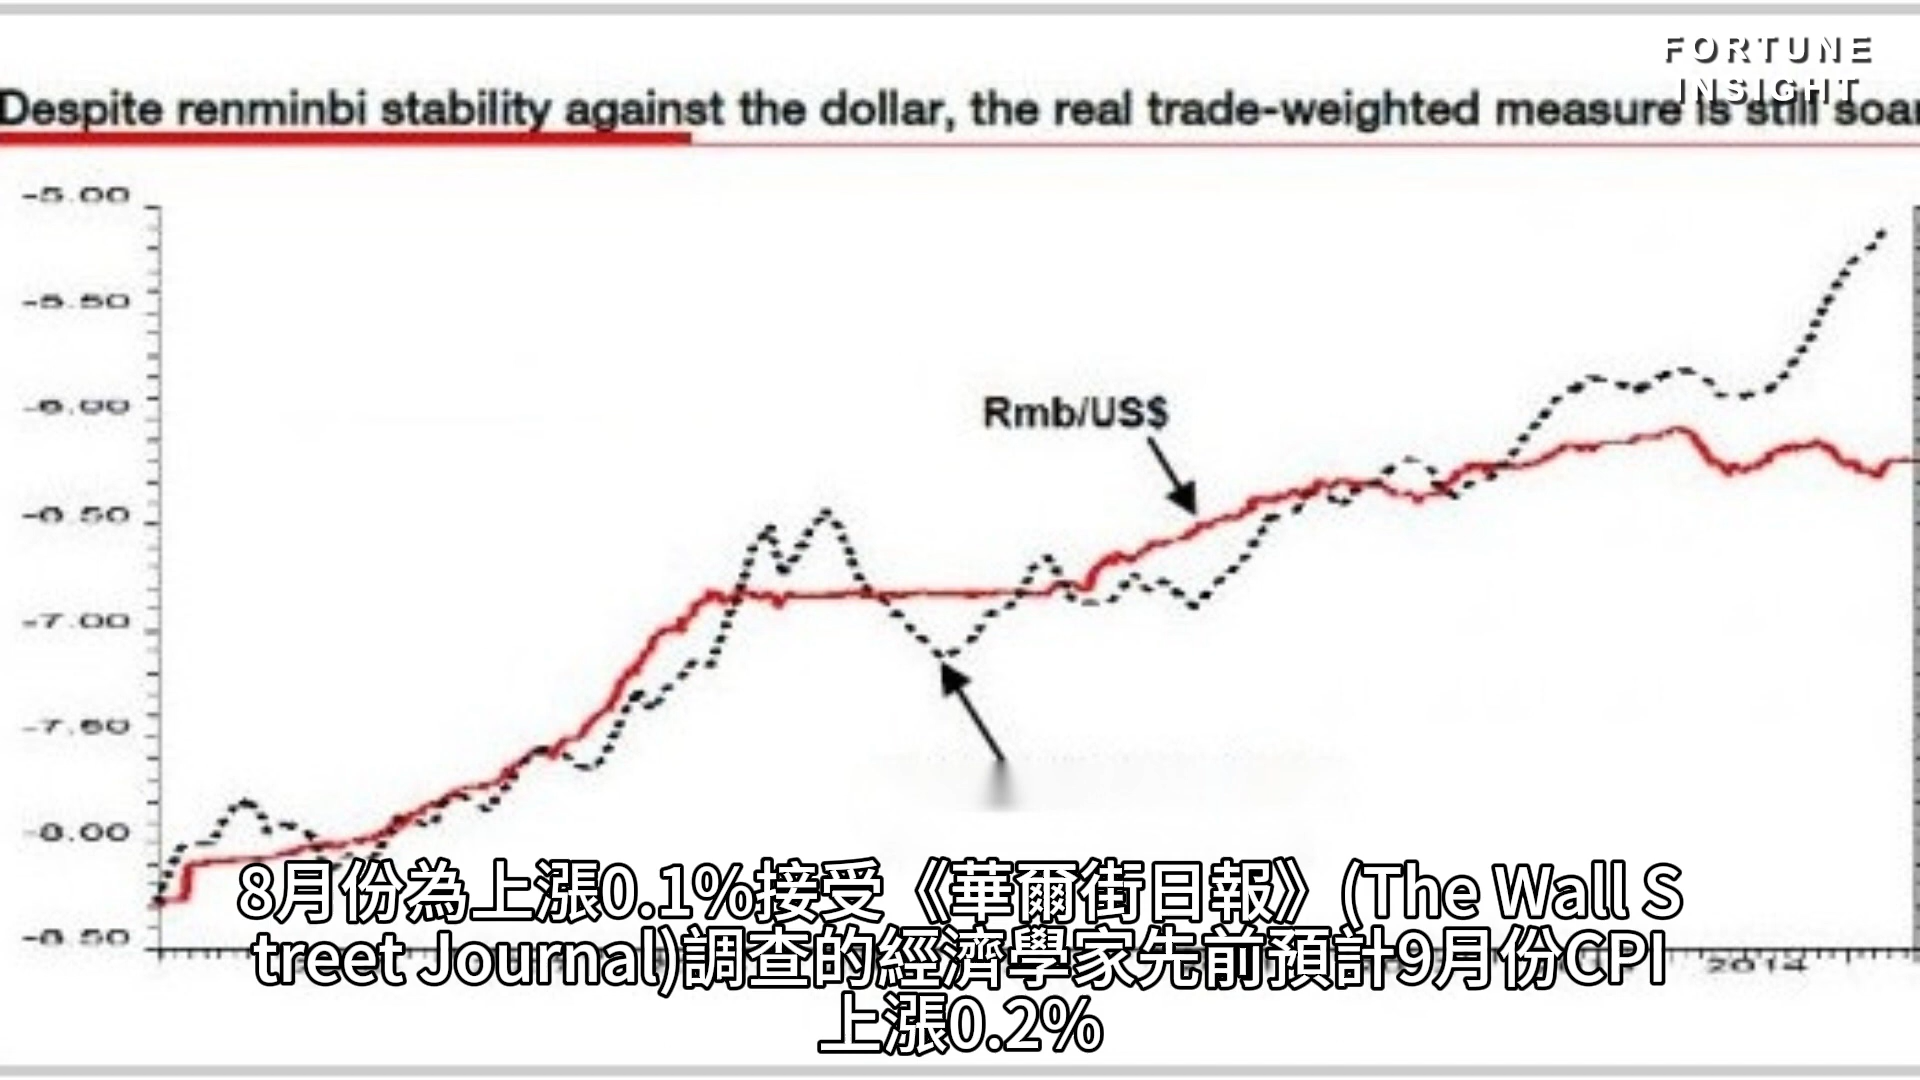 FORTUNE
INSIGHT
Despite renminbi stability against the dollar, the real trade-weighted measure is still soar
-5.00
-5.50
-6.00
Rmb/US$
-6.50
-7.00
-7.50
-8.00
-8.50
2014
8月份為上漲0.1%接受《華爾街日報》(The Wall S
treet Journal)調查的經濟學家先前預計9月份CPI
上漲0.2%